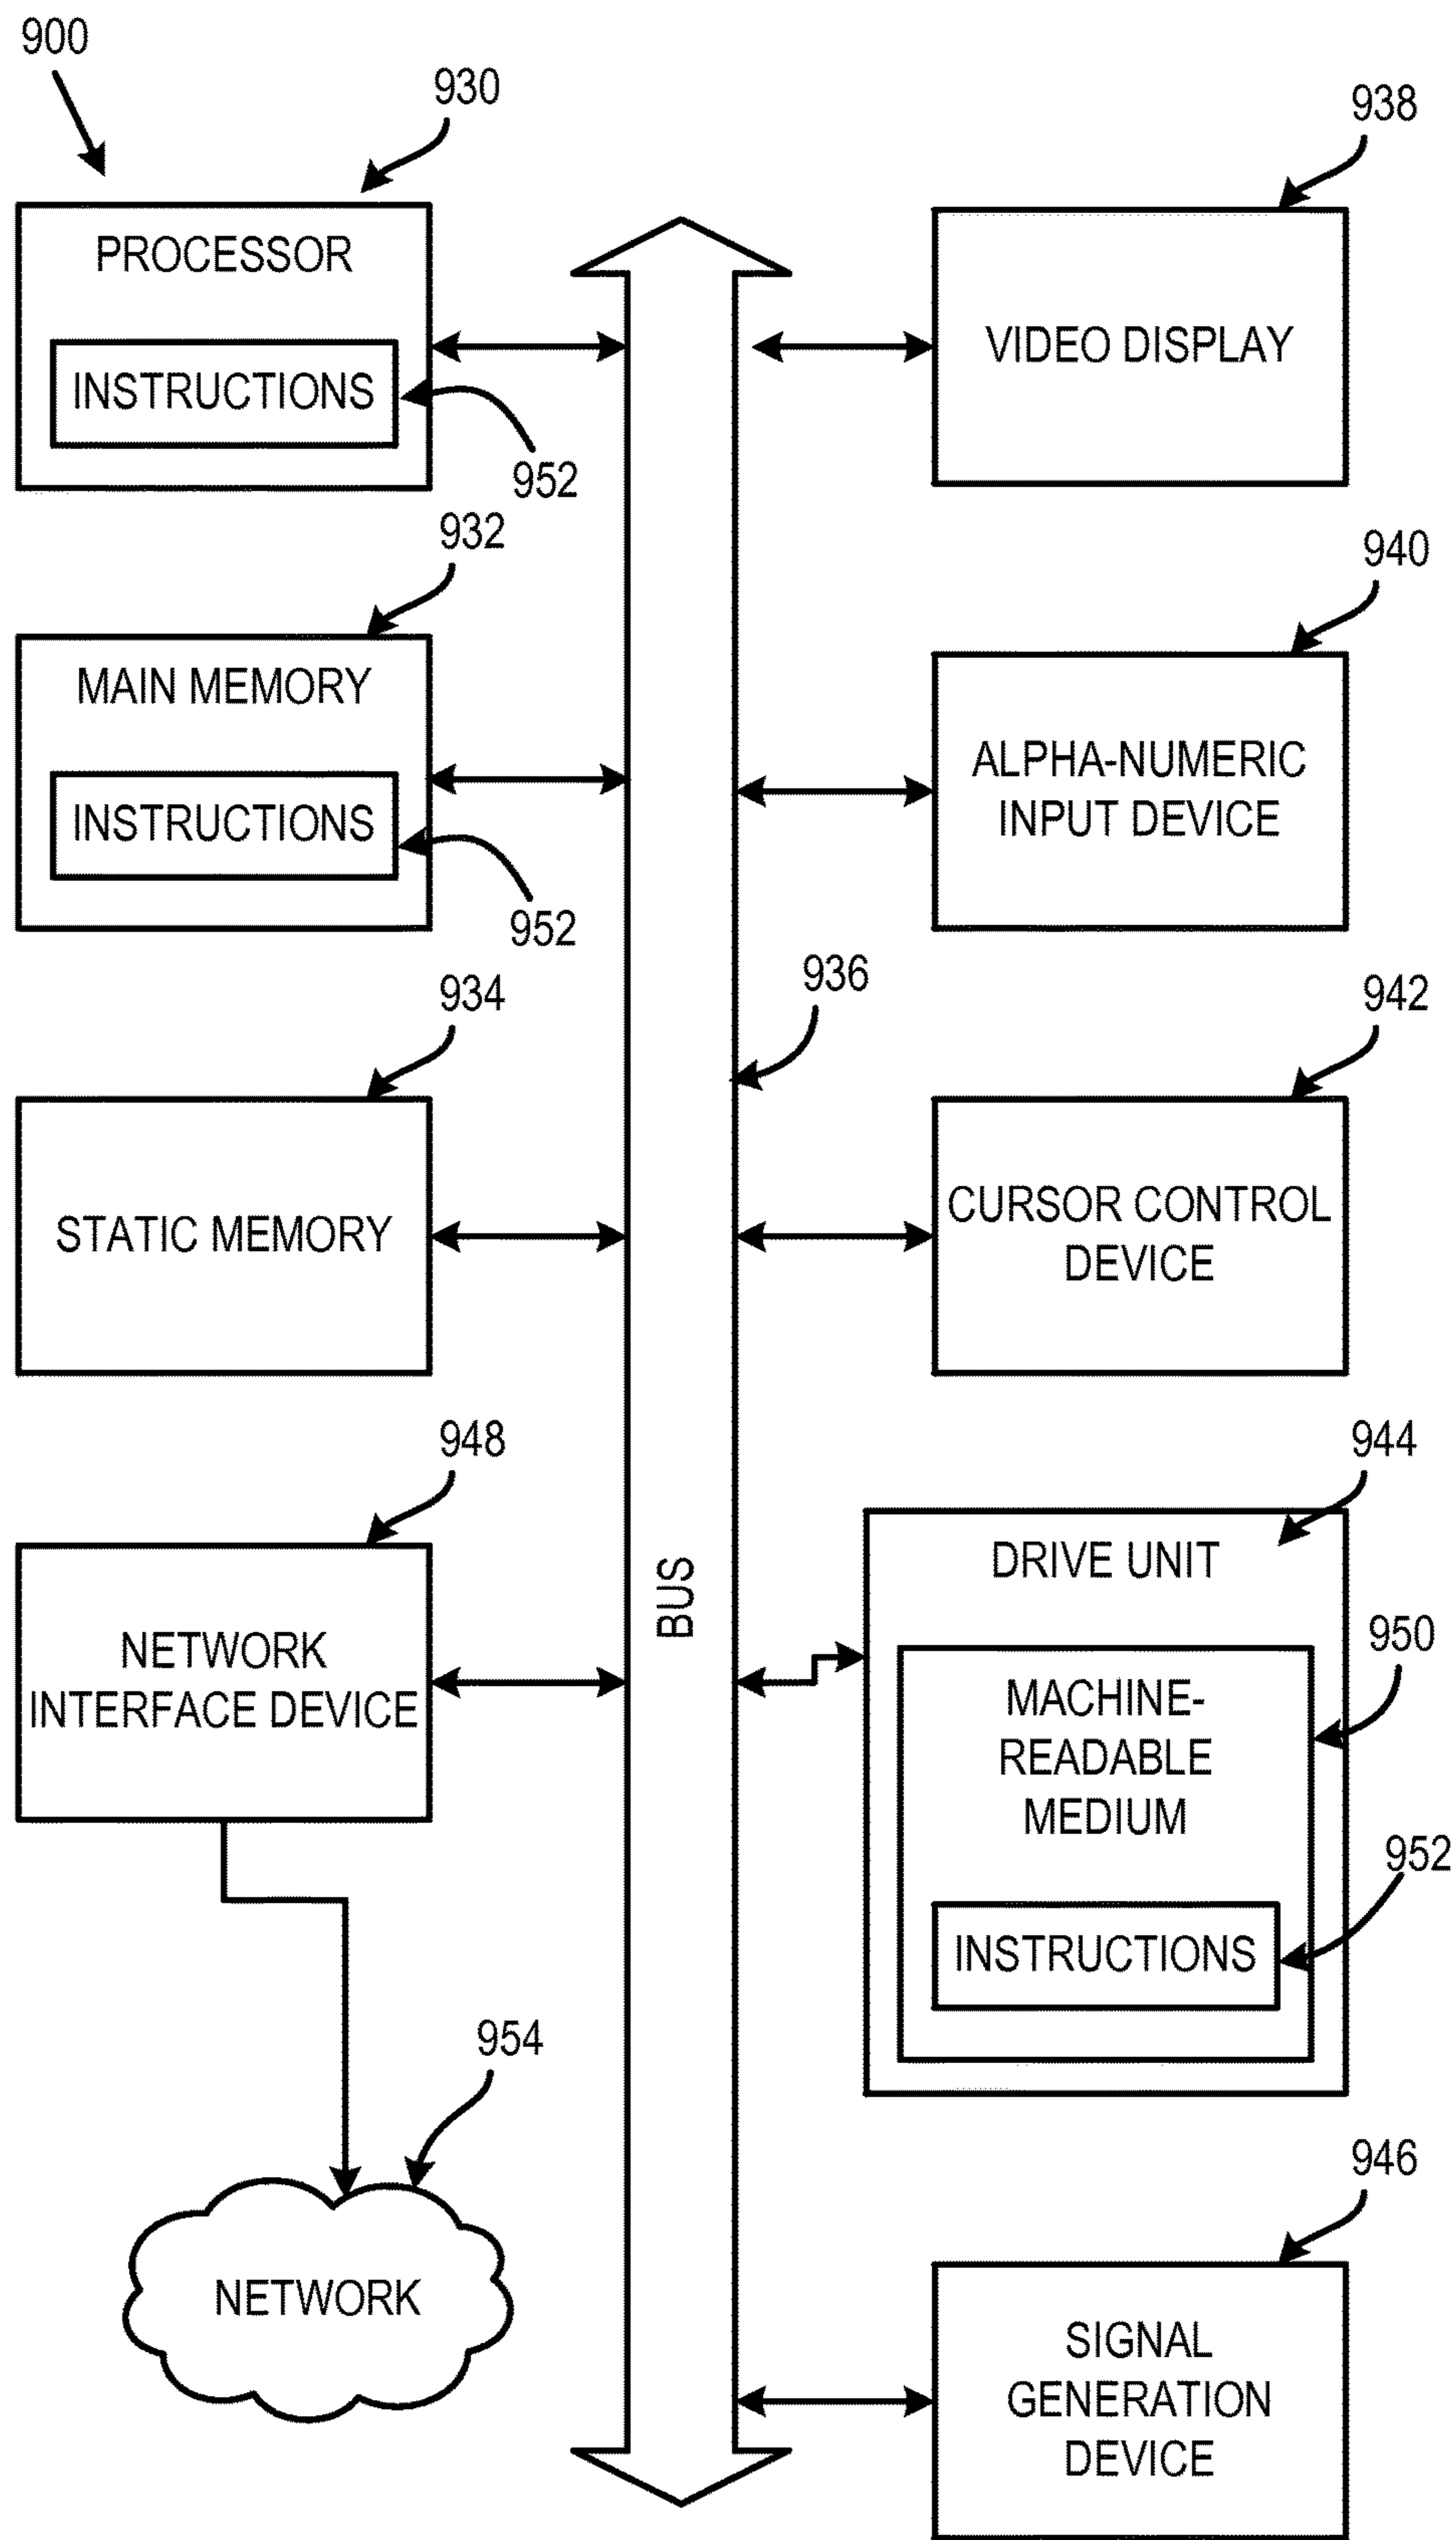 900
930
PROCESSOR
INSTRUCTIONS
952
932
MAIN MEMORY
INSTRUCTIONS
952
934
STATIC MEMORY
948
NETWORK
INTERFACE DEVICE
954
NETWORK
BUS
936
938
VIDEO DISPLAY
940
ALPHA-NUMERIC
INPUT DEVICE
942
CURSOR CONTROL
DEVICE
944
DRIVE UNIT
950
MACHINE-
READABLE
MEDIUM
952
INSTRUCTIONS
946
SIGNAL
GENERATION
DEVICE